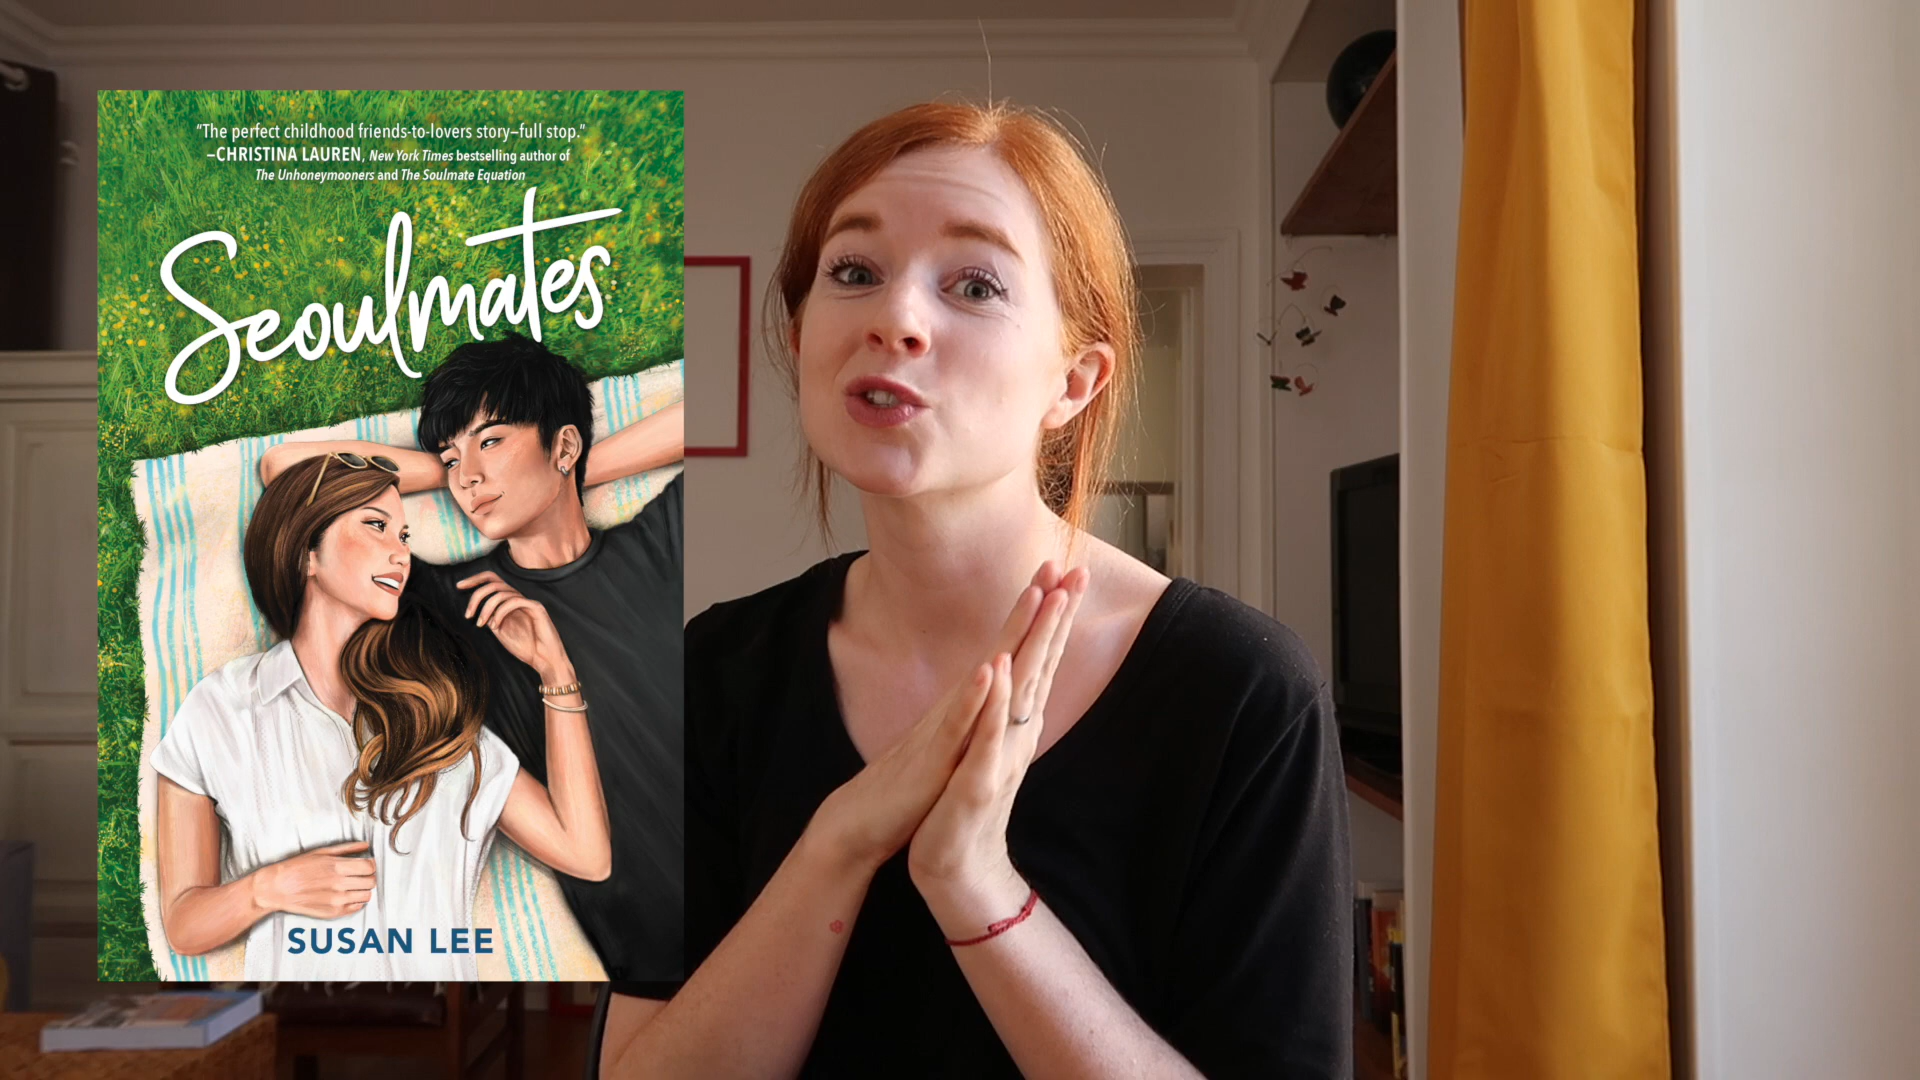 “The perfect childhood friends-to-lovers story–full stop.”
–CHRISTINA LAUREN, New York Times bestselling author of
The Unhoneymooners and The Soulmate Equation
Seoulmates
SUSAN LEE